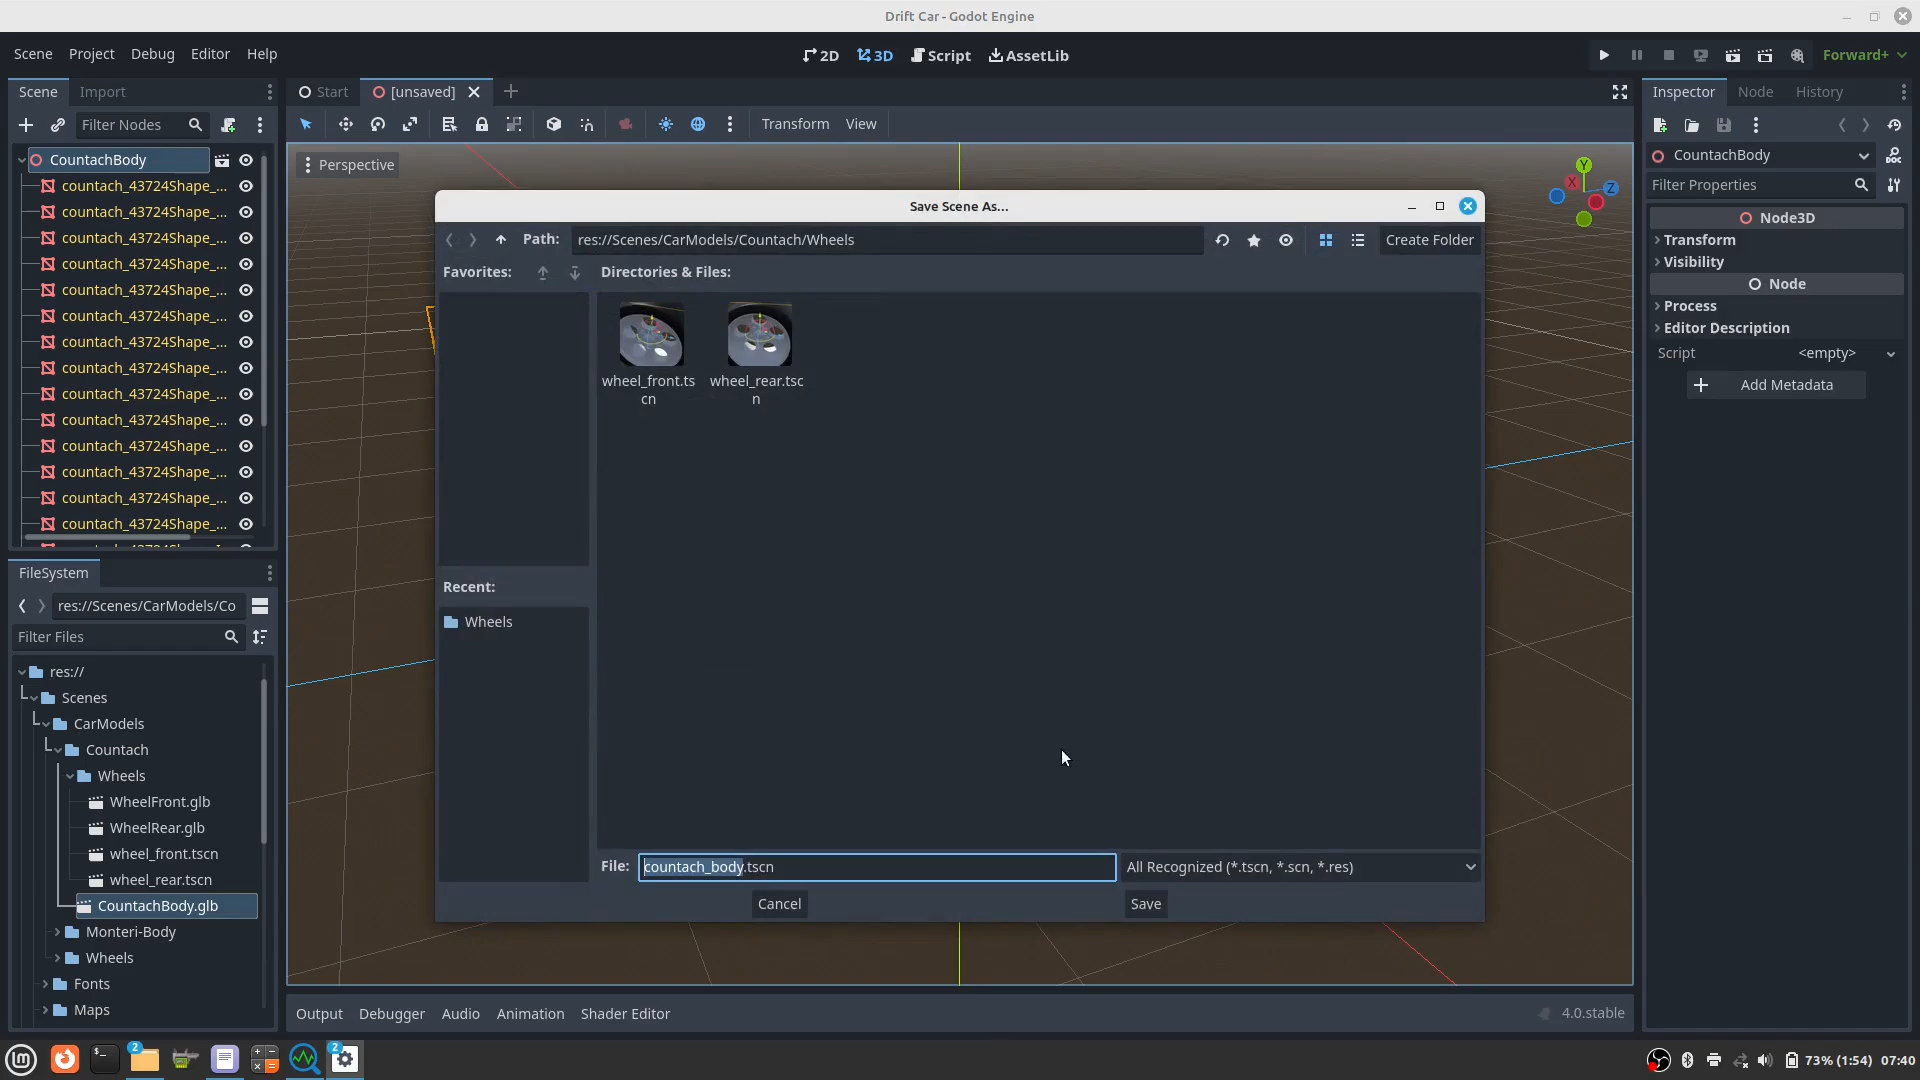 Drift Car - Godot Engine
Scene Project Debug Editor Help
2D 3D Script AssetLib
Forward+
Scene Import
Start [unsaved]
Inspector Node History
Filter Nodes
Transform View
CountachBody
countach_43724Shape_...
countach_43724Shape_...
countach_43724Shape_...
countach_43724Shape_...
countach_43724Shape_...
countach_43724Shape_...
countach_43724Shape_...
countach_43724Shape_...
countach_43724Shape_...
countach_43724Shape_...
countach_43724Shape_...
countach_43724Shape_...
countach_43724Shape_...
countach_43724Shape_...
Perspective
Y
X
Z
Save Scene As...
Path: res://Scenes/CarModels/Countach/Wheels
Create Folder
Favorites:
Directories & Files:
wheel_front.ts
cn
wheel_rear.tsc
n
Recent:
Wheels
File: countach_body.tscn
All Recognized (*.tscn, *.scn, *.res)
Cancel Save
CountachBody
DOC
Filter Properties
Node3D
Transform
Visibility
Node
Process
Editor Description
Script <empty>
Add Metadata
FileSystem
res://Scenes/CarModels/Co
Filter Files
res://
Scenes
CarModels
Countach
Wheels
WheelFront.glb
WheelRear.glb
wheel_front.tscn
wheel_rear.tscn
CountachBody.glb
Monteri-Body
Wheels
Fonts
Maps
Output Debugger Audio Animation Shader Editor
4.0.stable
2
2
73% (1:54) 07:40